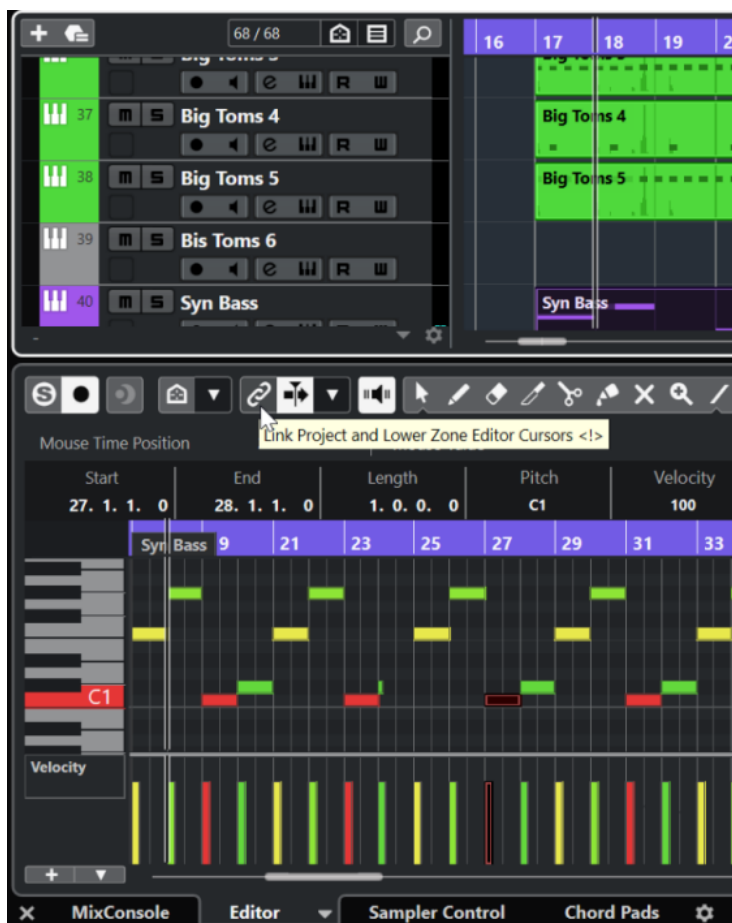 68 / 68
16 17 18 19
37 m S Big Toms 4 Big Toms 4
R W
38 m S Big Toms 5 Big Toms 5
R W
39 m S Bis Toms 6
R W
40 m S Syn Bass Syn Bass
Link Project and Lower Zone Editor Cursors <!>
Mouse Time Position
Start End Length Pitch Velocity
27. 1. 1. 0 28. 1. 1. 0 1. 0. 0. 0 C1 100
Syn Bass 9 21 23 25 27 29 31 33
C1
Velocity
MixConsole Editor Sampler Control Chord Pads